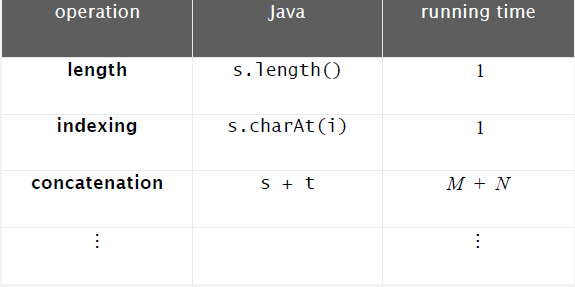 operation Java running time
length s.length() 1
indexing s.charAt(i) 1
concatenation s + t M + N
⋮ ⋮